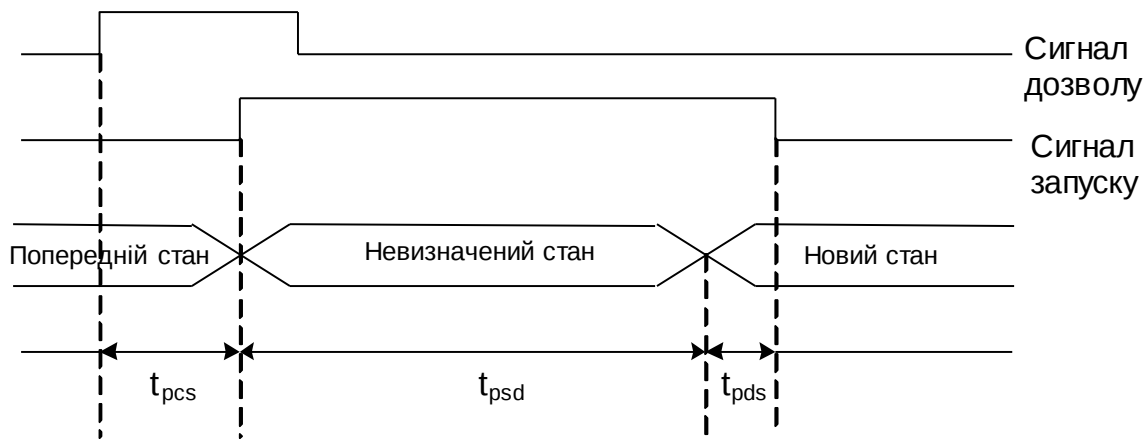 Сигнал
дозволу
Сигнал
запуску
Попередній стан
Невизначений стан
Новий стан
tpcs
tpsd
tpds